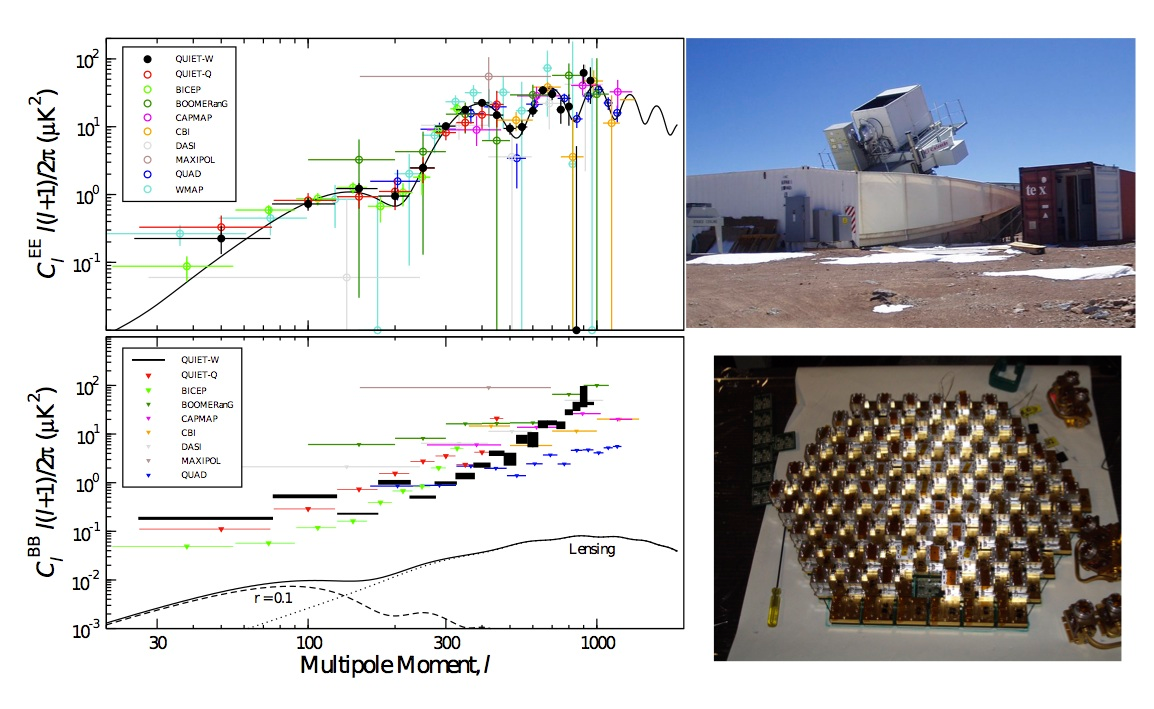 C_l^EE l(l+1)/2π (μK²)
10²
10¹
10⁰
10⁻¹
QUIET-W
QUIET-Q
BICEP
BOOMERanG
CAPMAP
CBI
DASI
MAXIPOL
QUAD
WMAP
tex
C_l^BB l(l+1)/2π (μK²)
10²
10¹
10⁰
10⁻¹
10⁻²
10⁻³
QUIET-W
QUIET-Q
BICEP
BOOMERanG
CAPMAP
CBI
DASI
MAXIPOL
QUAD
Lensing
r = 0.1
30 100 300 1000
Multipole Moment, l